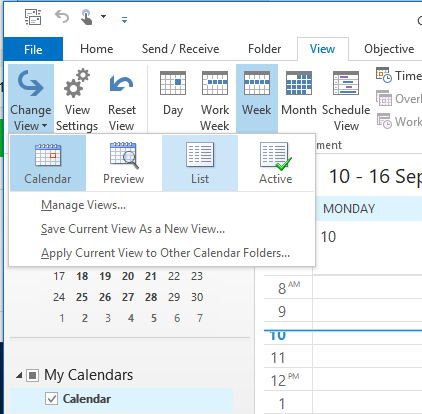 File Home Send / Receive Folder View Objective
Change View View Settings Reset View Day Work Week Week Month Schedule View Time
Overl
Work
ment
Calendar Preview List Active
Manage Views...
Save Current View As a New View...
Apply Current View to Other Calendar Folders...
10 - 16 Sep
MONDAY
10
17 18 19 20 21 22 23
24 25 26 27 28 29 30
1 2 3 4 5 6 7
8 AM
9
10
11
12 PM
1
My Calendars
Calendar